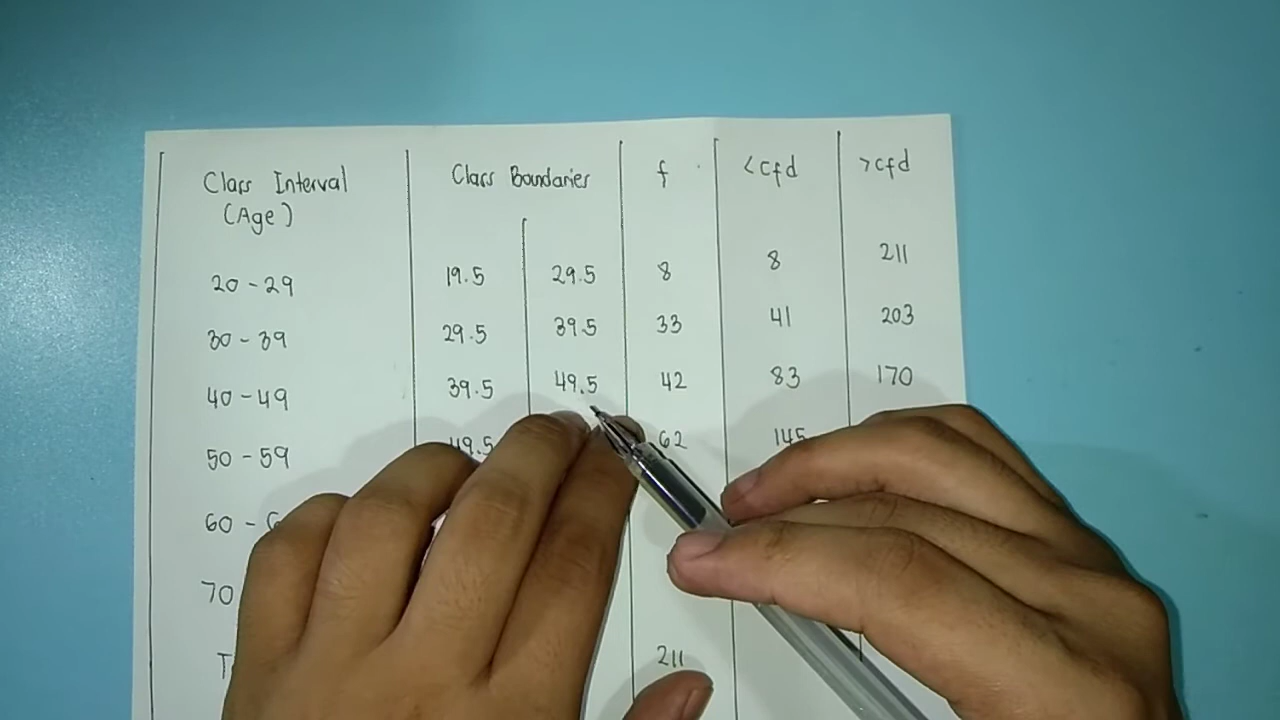 Class Interval (Age) Class Boundaries f <cfd >cfd
20 - 29 19.5 29.5 8 8 211
30 - 39 29.5 39.5 33 41 203
40 - 49 39.5 49.5 42 83 170
50 - 59 49.5 62 145
60 -
70
211